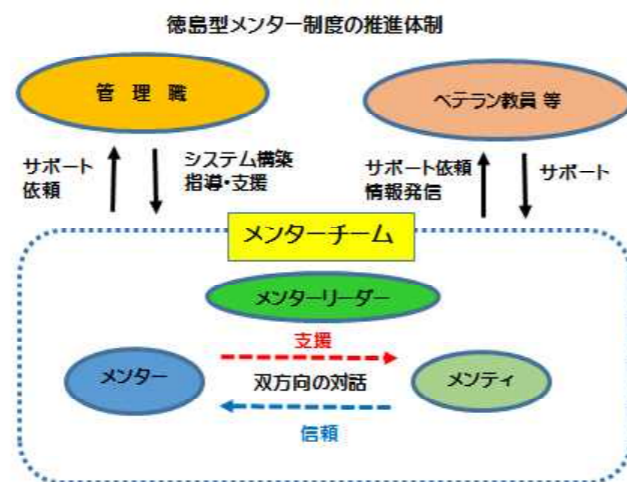 徳島型メンター制度の推進体制
管 理 職
ベテラン教員 等
サポート
依頼
システム構築
指導・支援
サポート依頼
情報発信
サポート
メンターチーム
メンターリーダー
支援
メンター
双方向の対話
メンティ
信頼